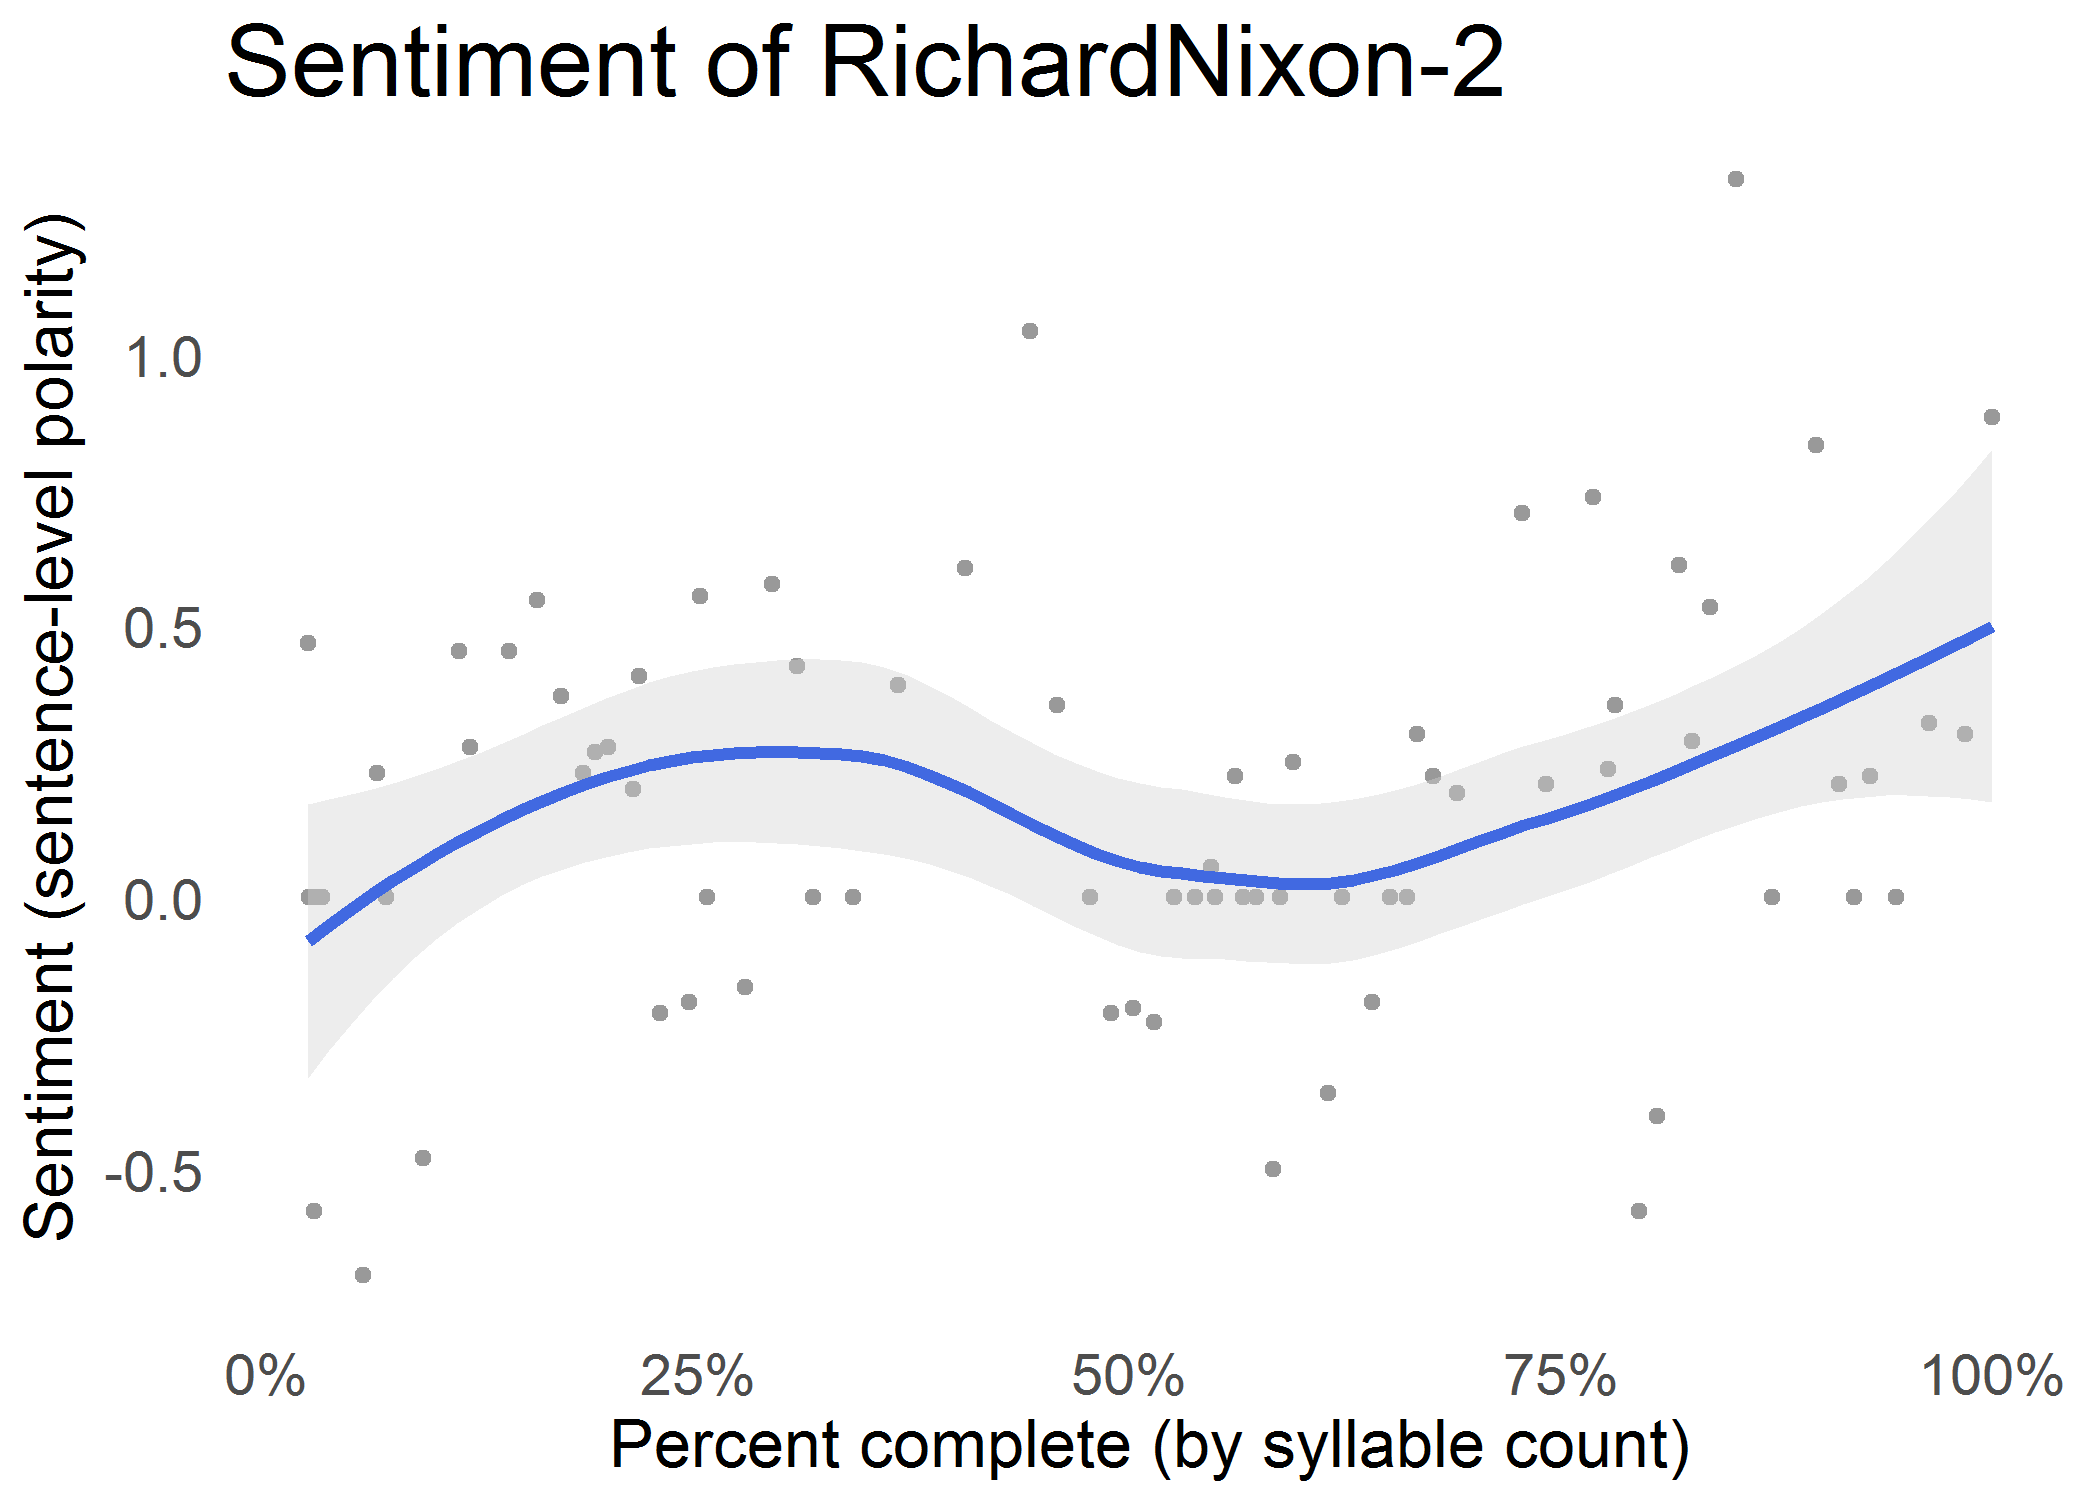 Sentiment of RichardNixon-2
Sentiment (sentence-level polarity)
1.0
0.5
0.0
-0.5
0% 25% 50% 75% 100%
Percent complete (by syllable count)